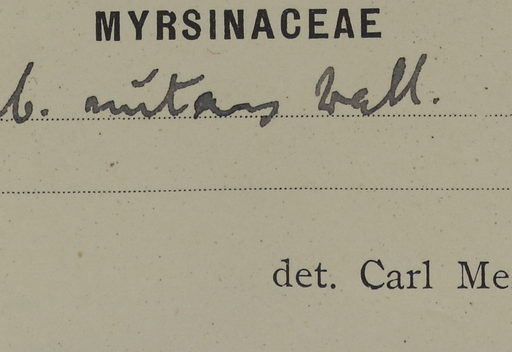 MYRSINACEAE
b. nutans Wall.
det. Carl Me